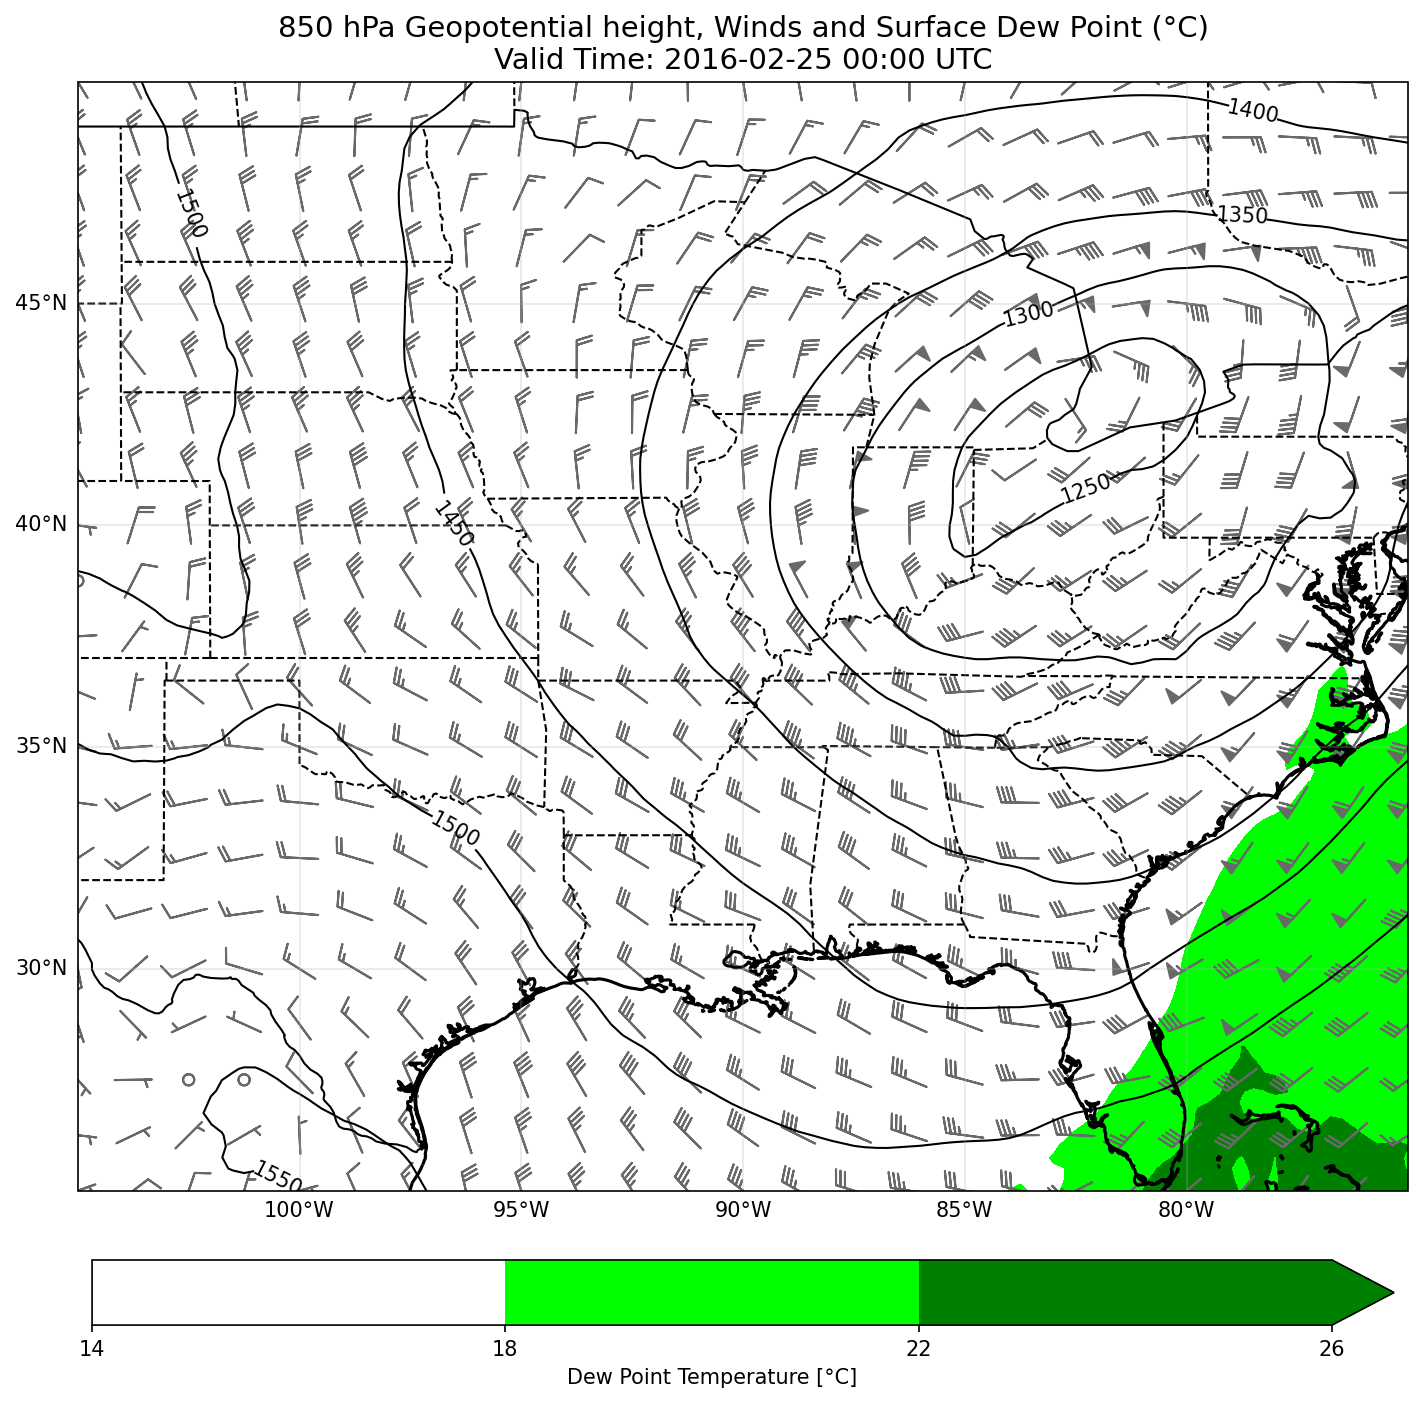 850 hPa Geopotential height, Winds and Surface Dew Point (°C)
Valid Time: 2016-02-25 00:00 UTC
1400
1500
1350
45°N
1300
1250
1450
40°N
35°N
1500
30°N
1550
100°W
95°W
90°W
85°W
80°W
14
18
22
26
Dew Point Temperature [°C]